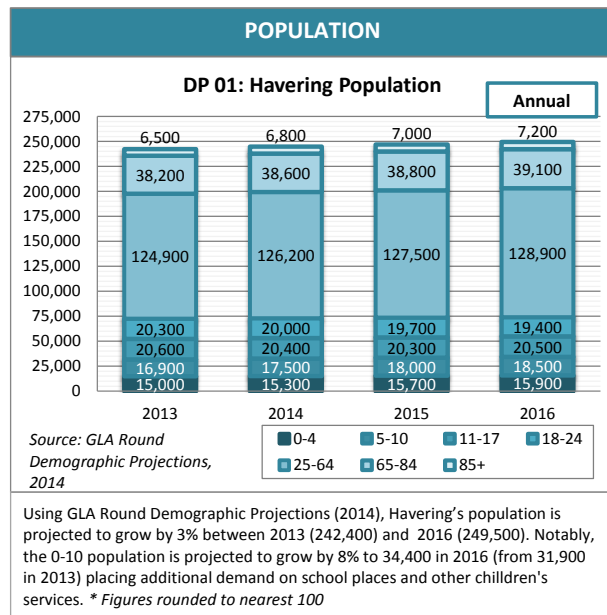 POPULATION
DP 01: Havering Population
Annual
275,000
250,000
225,000
200,000
175,000
150,000
125,000
100,000
75,000
50,000
25,000
0
6,500 6,800 7,000 7,200
38,200 38,600 38,800 39,100
124,900 126,200 127,500 128,900
20,300 20,000 19,700 19,400
20,600 20,400 20,300 20,500
16,900 17,500 18,000 18,500
15,000 15,300 15,700 15,900
2013 2014 2015 2016
Source: GLA Round
Demographic Projections,
2014
0-4 5-10 11-17 18-24
25-64 65-84 85+
Using GLA Round Demographic Projections (2014), Havering's population is
projected to grow by 3% between 2013 (242,400) and 2016 (249,500). Notably,
the 0-10 population is projected to grow by 8% to 34,400 in 2016 (from 31,900
in 2013) placing additional demand on school places and other chilldren's
services. * Figures rounded to nearest 100